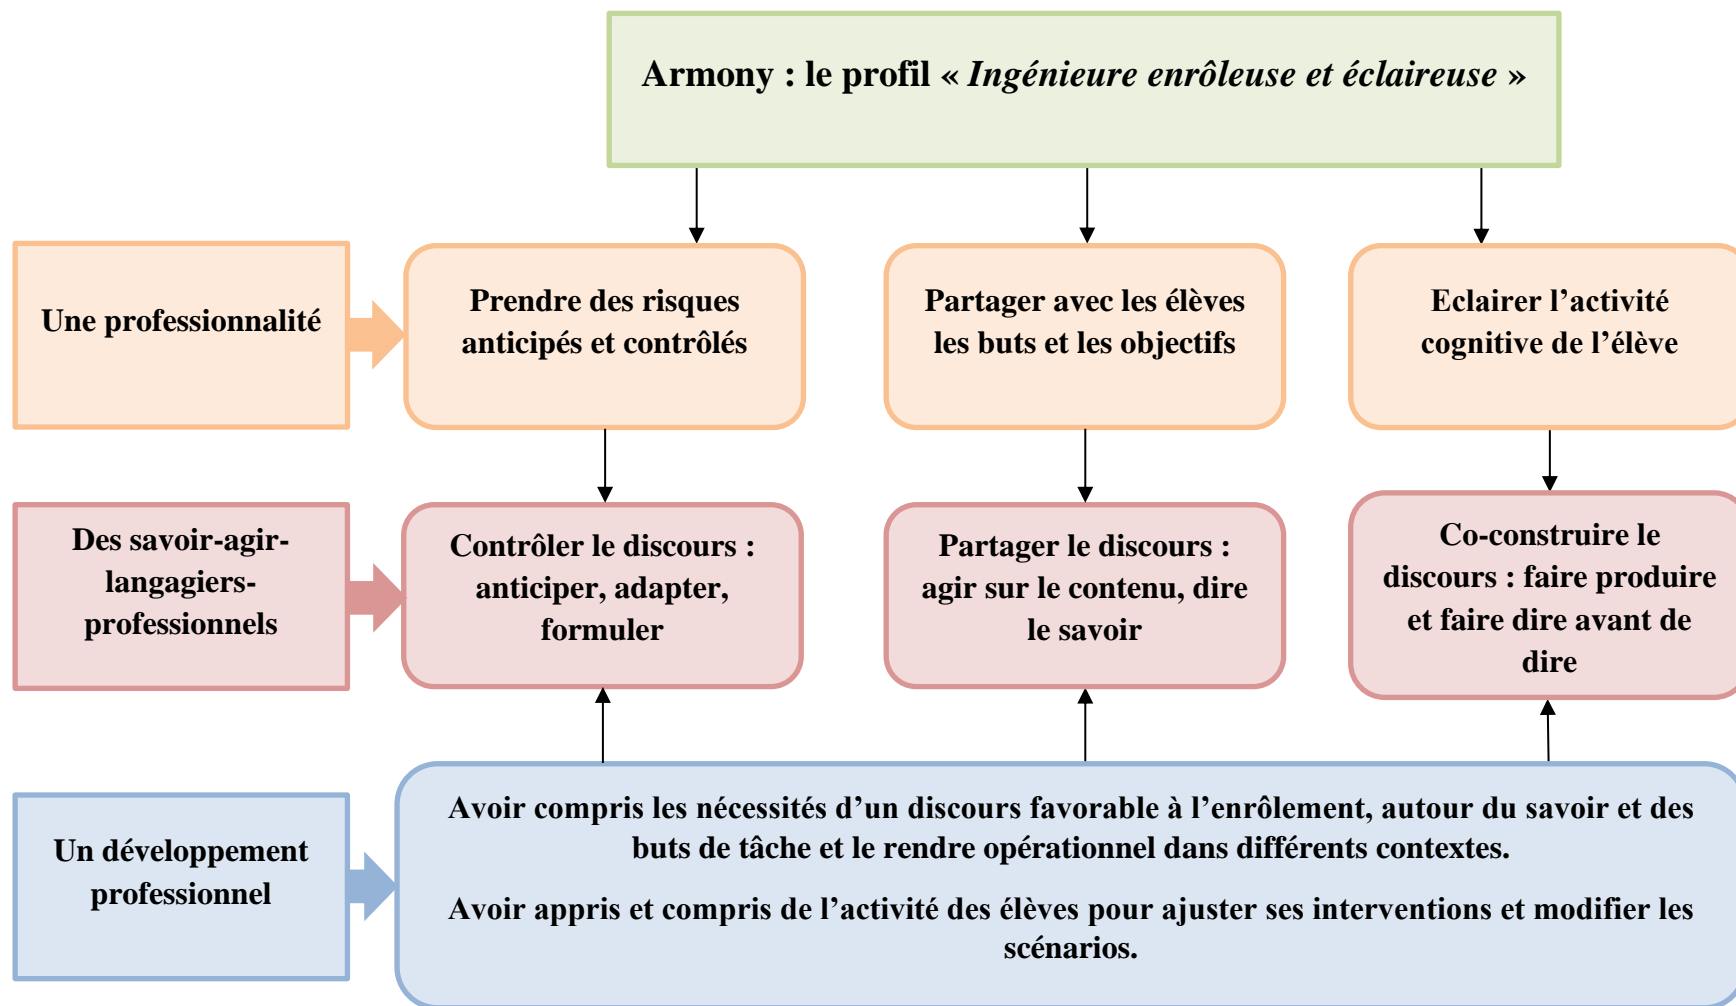 Armony : le profil « Ingénieure enrôleuse et éclaireuse »
Une professionnalité
Prendre des risques
anticipés et contrôlés
Partager avec les élèves
les buts et les objectifs
Eclairer l’activité
cognitive de l’élève
Des savoir-agir-
langagiers-
professionnels
Contrôler le discours :
anticiper, adapter,
formuler
Partager le discours :
agir sur le contenu, dire
le savoir
Co-construire le
discours : faire produire
et faire dire avant de
dire
Un développement
professionnel
Avoir compris les nécessités d’un discours favorable à l’enrôlement, autour du savoir et des
buts de tâche et le rendre opérationnel dans différents contextes.
Avoir appris et compris de l’activité des élèves pour ajuster ses interventions et modifier les
scénarios.